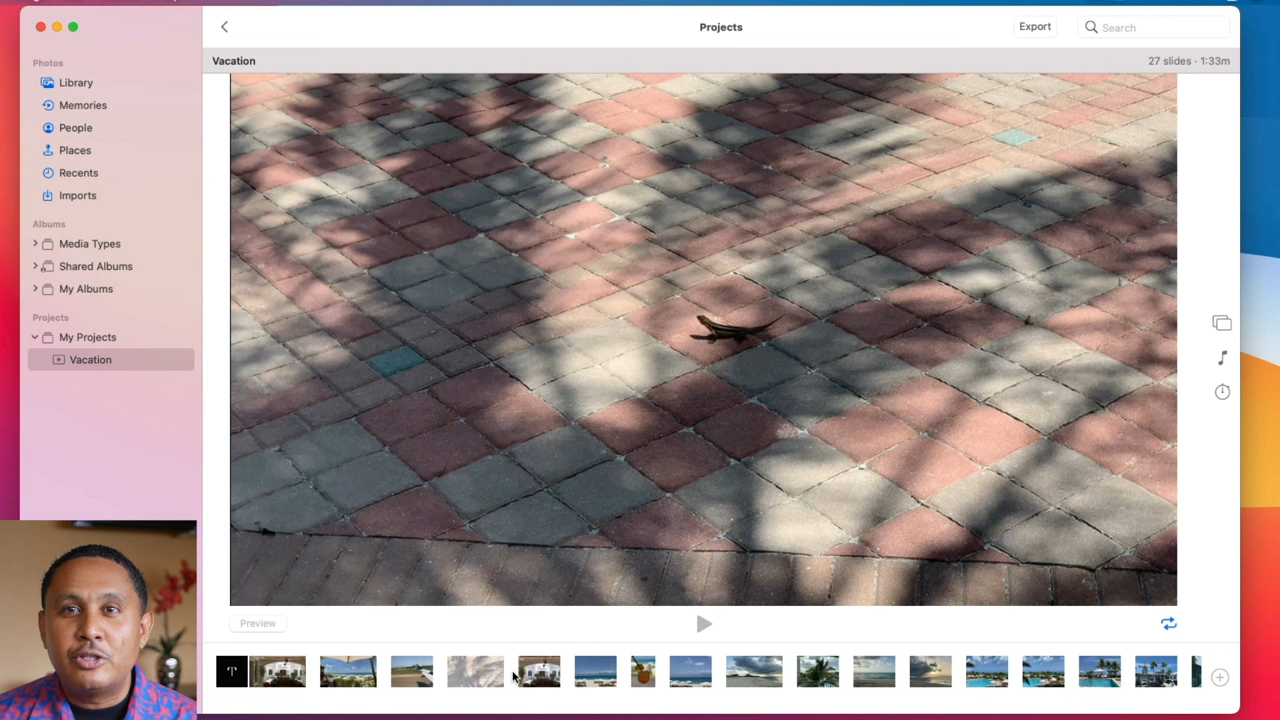 Projects
Export
Search
Photos
Library
Memories
People
Places
Recents
Imports
Albums
Media Types
Shared Albums
My Albums
Projects
My Projects
Vacation
Vacation
27 slides · 1:33m
Preview
T